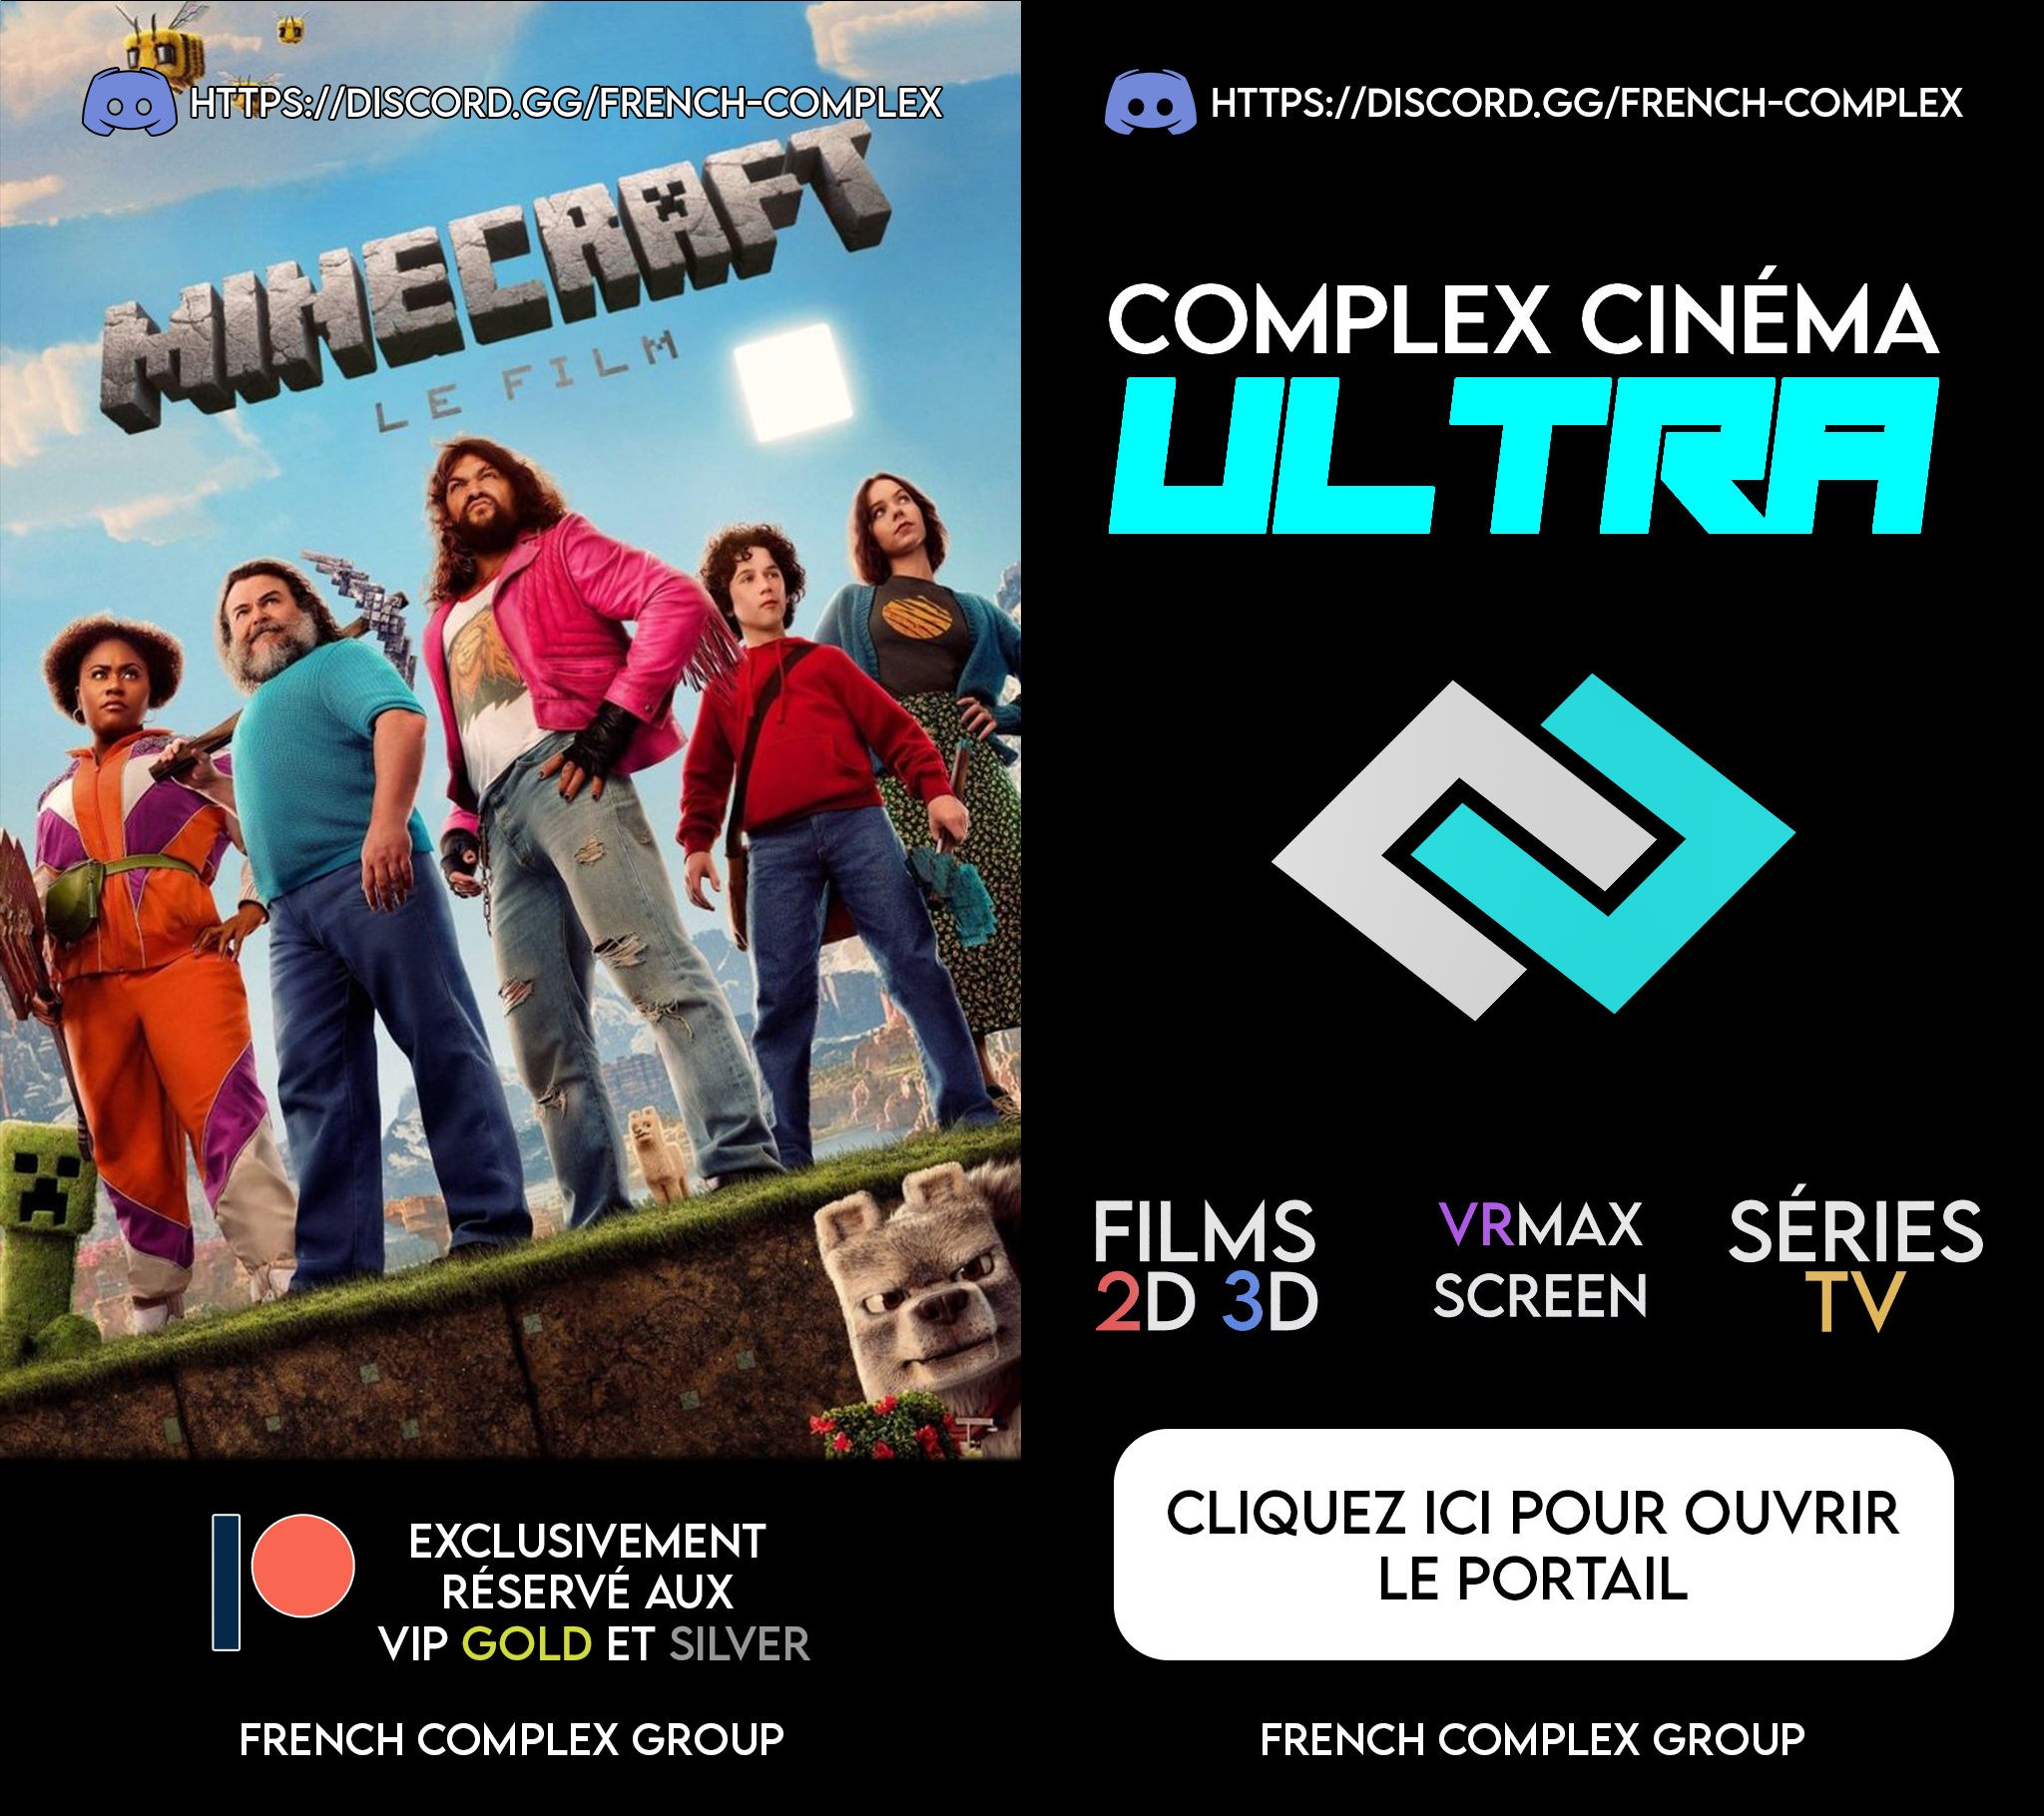 HTTPS://DISCORD.GG/FRENCH-COMPLEX
MINECRAFT
LE FILM
EXCLUSIVEMENT
RÉSERVÉ AUX
VIP GOLD ET SILVER
FRENCH COMPLEX GROUP
HTTPS://DISCORD.GG/FRENCH-COMPLEX
COMPLEX CINÉMA
ULTRA
FILMS
2D 3D
VRMAX
SCREEN
SÉRIES
TV
CLIQUEZ ICI POUR OUVRIR
LE PORTAIL
FRENCH COMPLEX GROUP